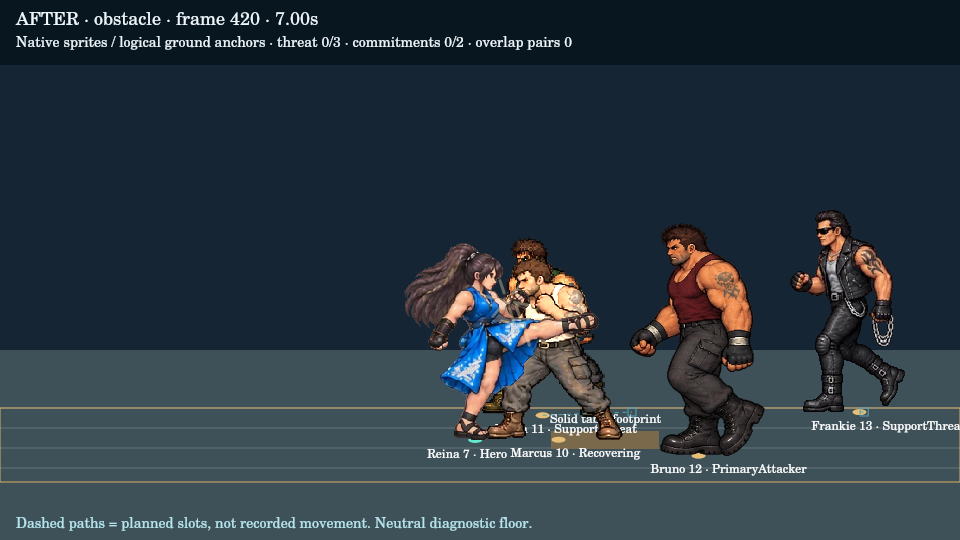 AFTER · obstacle · frame 420 · 7.00s
Native sprites / logical ground anchors · threat 0/3 · commitments 0/2 · overlap pairs 0
Solid footprint
11 · Support
Frankie 13 · SupportThrea
Reina 7 · Hero
Marcus 10 · Recovering
Bruno 12 · PrimaryAttacker
Dashed paths = planned slots, not recorded movement. Neutral diagnostic floor.